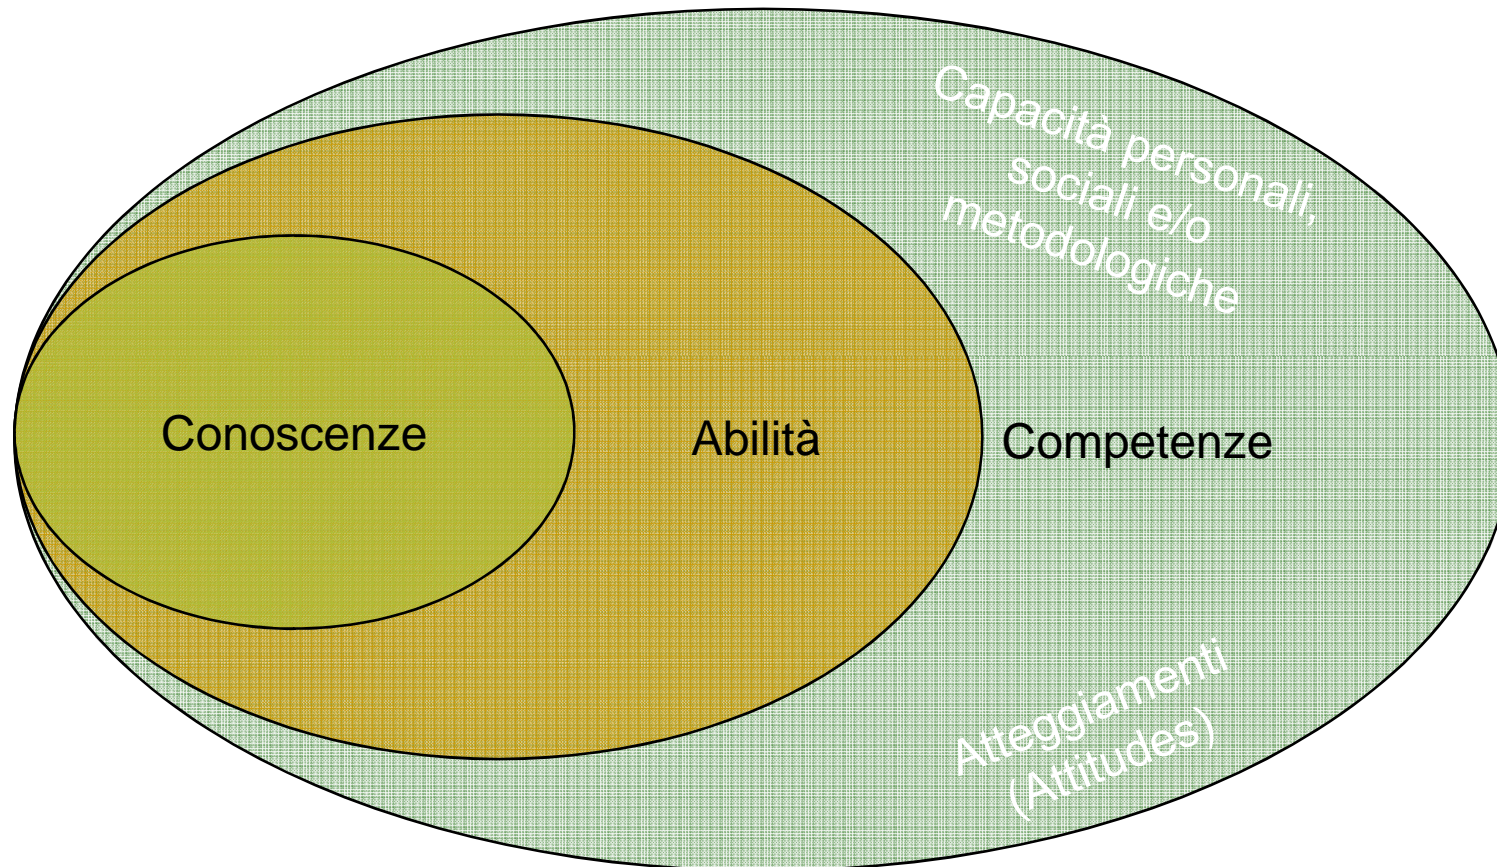 Capacità personali,
sociali e/o
metodologiche
Conoscenze
Abilità
Competenze
Atteggiamenti
(Attitudes)